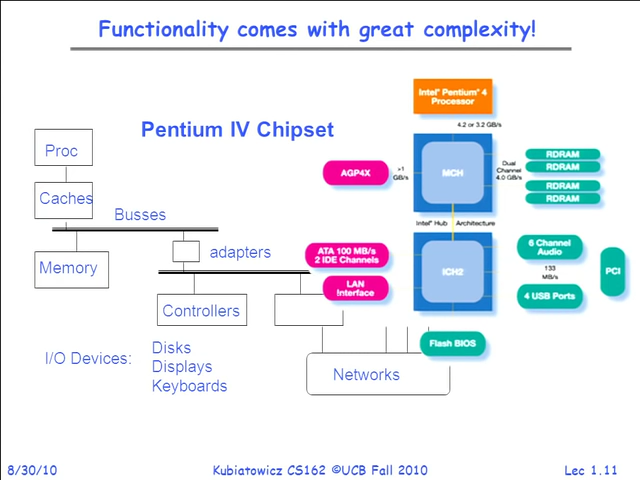 Functionality comes with great complexity!
Pentium IV Chipset
Proc
Caches
Busses
Memory
adapters
Controllers
I/O Devices:
Disks
Displays
Keyboards
Networks
Intel® Pentium® 4
Processor
4.2 or 3.2 GB/s
AGP4X
>1
GB/s
MCH
Dual
Channel
4.0 GB/s
RDRAM
RDRAM
RDRAM
RDRAM
Intel® Hub Architecture
ATA 100 MB/s
2 IDE Channels
LAN
Interface
ICH2
6 Channel
Audio
133
MB/s
4 USB Ports
PCI
Flash BIOS
8/30/10
Kubiatowicz CS162 ©UCB Fall 2010
Lec 1.11